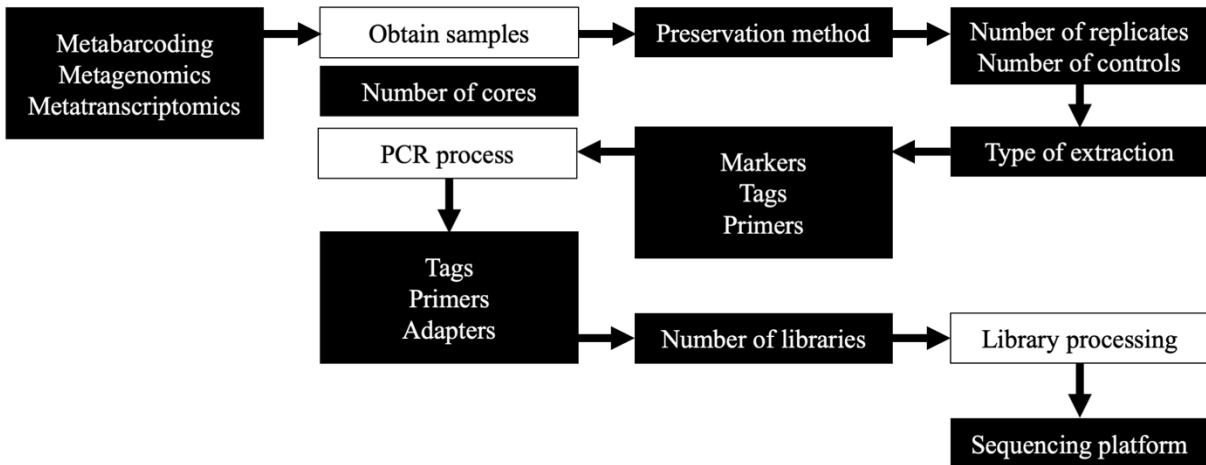 Metabarcoding
Metagenomics
Metatranscriptomics
Obtain samples
Number of cores
Preservation method
Number of replicates
Number of controls
Type of extraction
Markers
Tags
Primers
PCR process
Tags
Primers
Adapters
Number of libraries
Library processing
Sequencing platform